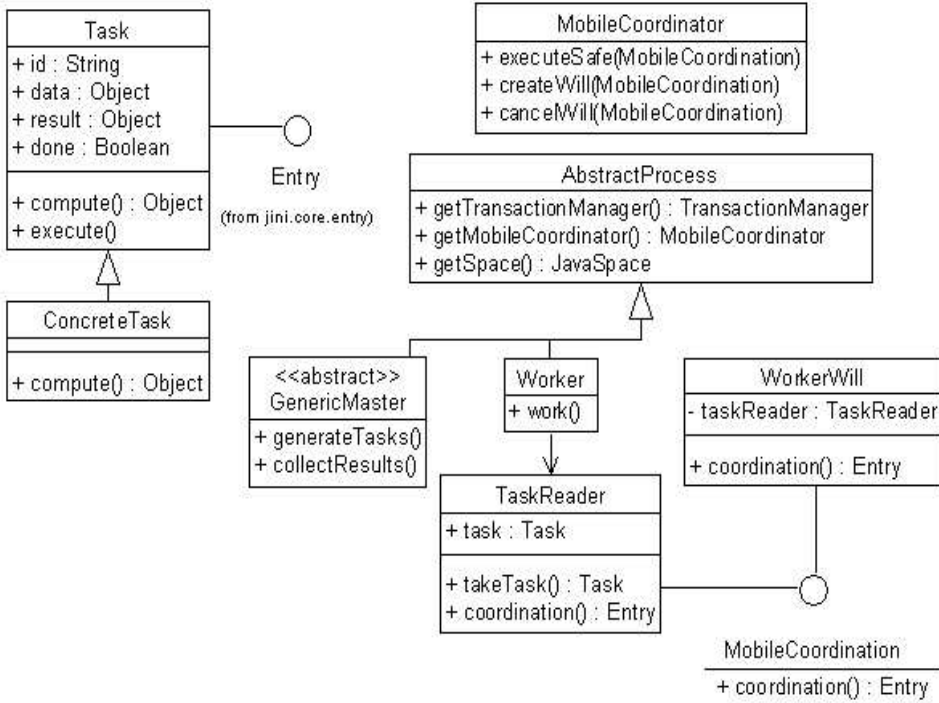 Task
+ id : String
+ data : Object
+ result : Object
+ done : Boolean
+ compute() : Object
+ execute()
Entry
(from jini.core.entry)
MobileCoordinator
+ executeSafe(MobileCoordination)
+ createWill(MobileCoordination)
+ cancelWill(MobileCoordination)
AbstractProcess
+ getTransactionManager() : TransactionManager
+ getMobileCoordinator() : MobileCoordinator
+ getSpace() : JavaSpace
ConcreteTask
+ compute() : Object
<<abstract>>
GenericMaster
+ generateTasks()
+ collectResults()
Worker
+ work()
WorkerWill
- taskReader : TaskReader
+ coordination() : Entry
TaskReader
+ task : Task
+ takeTask() : Task
+ coordination() : Entry
MobileCoordination
+ coordination() : Entry